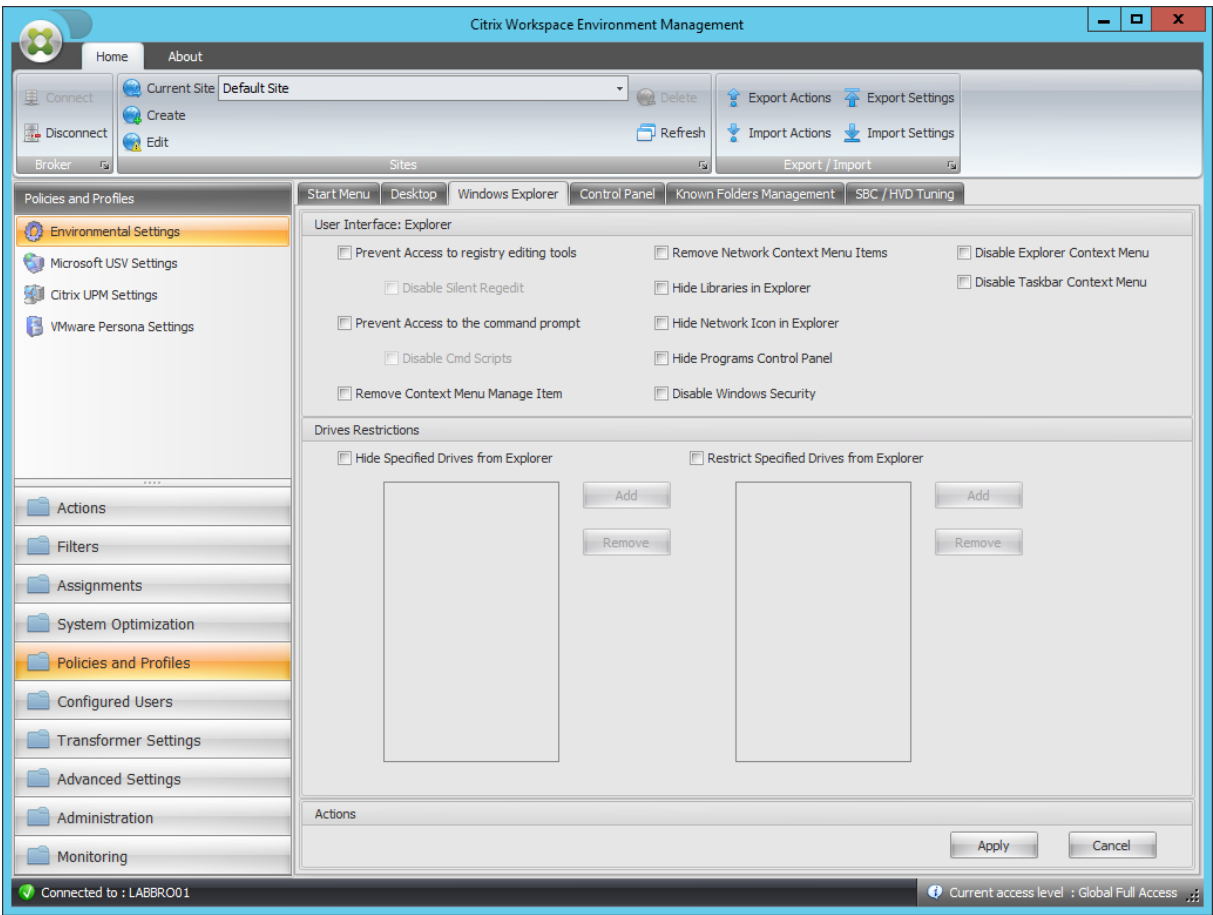 Citrix Workspace Environment Management
Home About
Connect
Disconnect
Broker
Current Site Default Site
Create
Edit
Delete
Refresh
Sites
Export Actions Export Settings
Import Actions Import Settings
Export / Import
Policies and Profiles
Environmental Settings
Microsoft USV Settings
Citrix UPM Settings
VMware Persona Settings
Actions
Filters
Assignments
System Optimization
Policies and Profiles
Configured Users
Transformer Settings
Advanced Settings
Administration
Monitoring
Start Menu Desktop Windows Explorer Control Panel Known Folders Management SBC / HVD Tuning
User Interface: Explorer
Prevent Access to registry editing tools
Disable Silent Regedit
Prevent Access to the command prompt
Disable Cmd Scripts
Remove Context Menu Manage Item
Remove Network Context Menu Items
Hide Libraries in Explorer
Hide Network Icon in Explorer
Hide Programs Control Panel
Disable Windows Security
Disable Explorer Context Menu
Disable Taskbar Context Menu
Drives Restrictions
Hide Specified Drives from Explorer
Add
Remove
Restrict Specified Drives from Explorer
Add
Remove
Actions
Apply Cancel
Connected to : LABBRO01
Current access level : Global Full Access